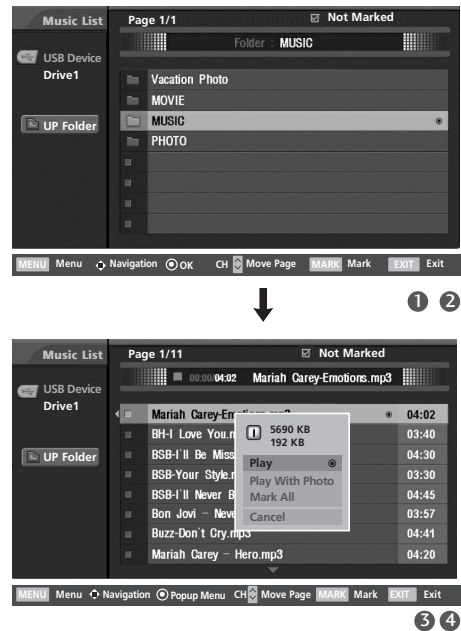 Music List
Page 1/1
Not Marked
Folder : MUSIC
USB Device
Drive1
UP Folder
Vacation Photo
MOVIE
MUSIC
PHOTO
MENU Menu Navigation OK CH Move Page MARK Mark EXIT Exit
1 2
Music List
Page 1/11
Not Marked
00:00/04:02 Mariah Carey-Emotions.mp3
USB Device
Drive1
UP Folder
Mariah Carey-Emotions.mp3 04:02
BH-I Love You.m 03:40
BSB-I'll Be Miss 04:30
BSB-Your Style.m 03:30
BSB-I'll Never B 04:45
Bon Jovi - Neve 03:57
Buzz-Don't Cry.mp3 04:41
Mariah Carey - Hero.mp3 04:20
5690 KB
192 KB
Play
Play With Photo
Mark All
Cancel
MENU Menu Navigation Popup Menu CH Move Page MARK Mark EXIT Exit
3 4